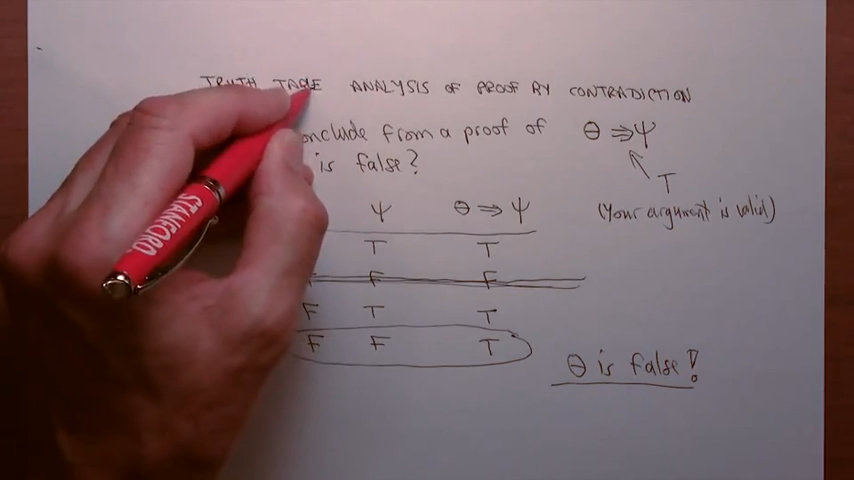 TRUTH TABLE ANALYSIS OF PROOF BY CONTRADICTION
onclude from a proof of θ ⇒ Ψ
is false?
T
(Your argument is valid)
Ψ θ ⇒ Ψ
T T
F F
F T T
F F T
θ is false!
STANFORD